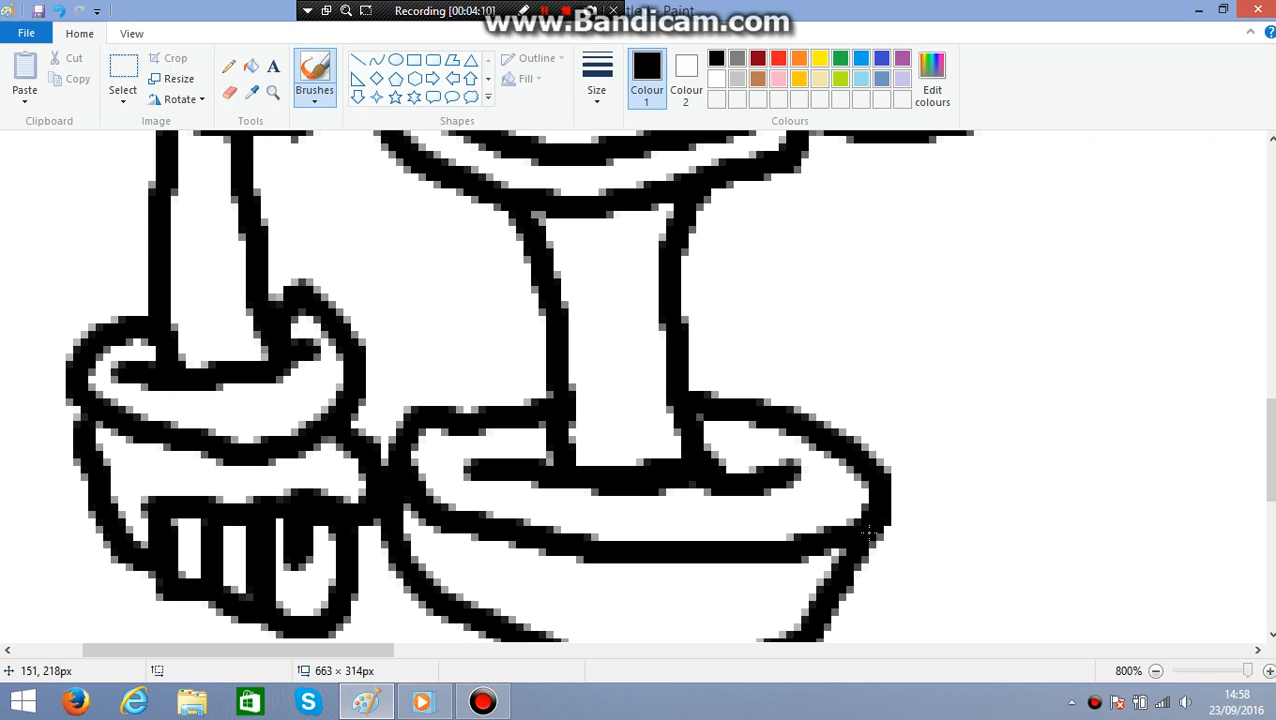 Recording [00:04:10]
- Paint
www.Bandicam.com
File
Home
View
Paste
Cut
Copy
Clipboard
Select
Crop
Resize
Rotate
Image
Tools
Brushes
Shapes
Outline
Fill
Size
Colour
1
Colour
2
Edit
colours
Colours
151, 218px
663 × 314px
800%
14:58
23/09/2016